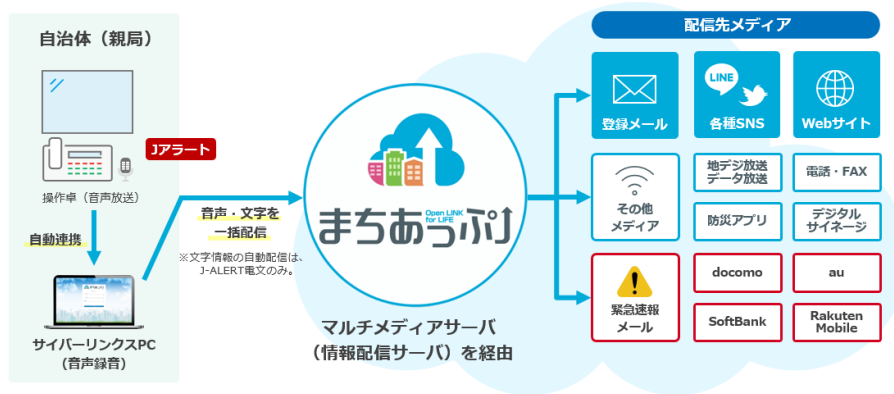 自治体（親局）
Jアラート
操作卓（音声放送）
自動連携
サイバーリンクスPC
（音声録音）
音声・文字を
一括配信
※文字情報の自動配信は、
J-ALERT電文のみ。
Open LINK
for LIFE
まちあっぷ
マルチメディアサーバ
（情報配信サーバ）を経由
配信先メディア
LINE
登録メール
各種SNS
Webサイト
その他
メディア
地デジ放送
データ放送
電話・FAX
防災アプリ
デジタル
サイネージ
緊急速報
メール
docomo
au
SoftBank
Rakuten
Mobile